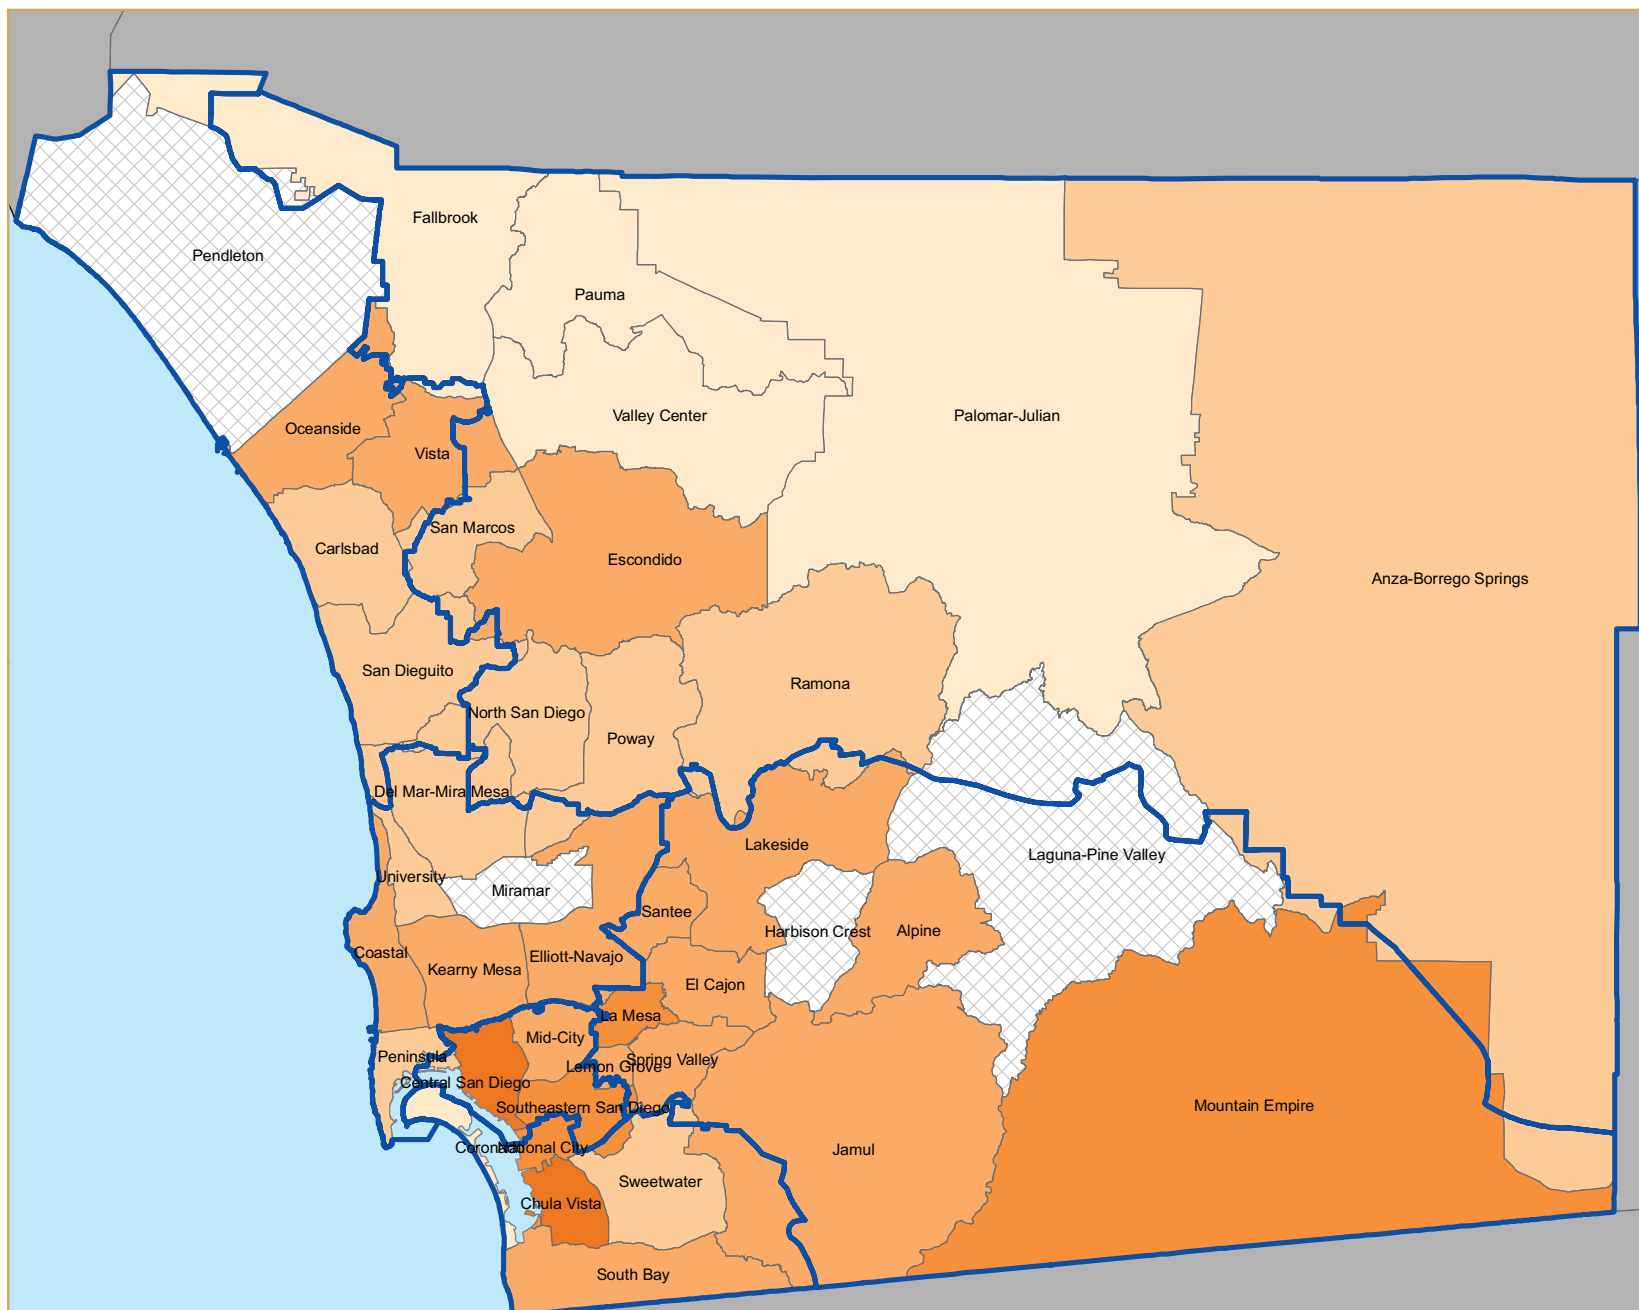 Fallbrook
Pendleton
Pauma
Valley Center
Palomar-Julian
Oceanside
Vista
San Marcos
Carlsbad
Escondido
Anza-Borrego Springs
San Dieguito
Ramona
North San Diego
Poway
Del Mar-Mira Mesa
Lakeside
Laguna-Pine Valley
University
Miramar
Santee
Harbison Crest
Alpine
Coastal
Elliott-Navajo
Kearny Mesa
El Cajon
La Mesa
Mid-City
Peninsula
Spring Valley
Lemon Grove
Central San Diego
Southeastern San Diego
Mountain Empire
Coronado
National City
Jamul
Sweetwater
Chula Vista
South Bay